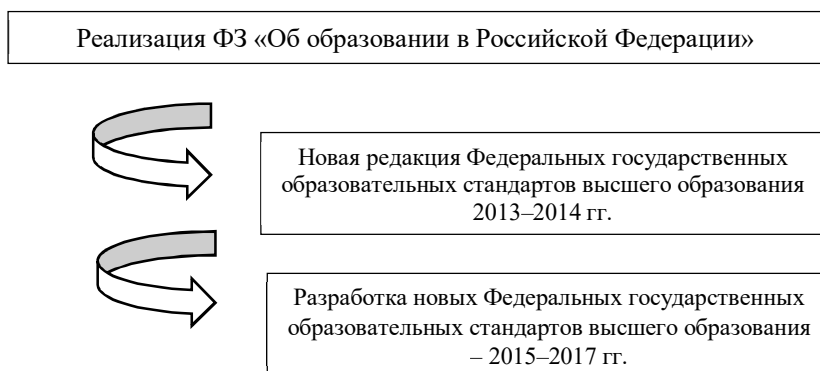 Реализация ФЗ «Об образовании в Российской Федерации»
Новая редакция Федеральных государственных
образовательных стандартов высшего образования
2013–2014 гг.
Разработка новых Федеральных государственных
образовательных стандартов высшего образования
– 2015–2017 гг.